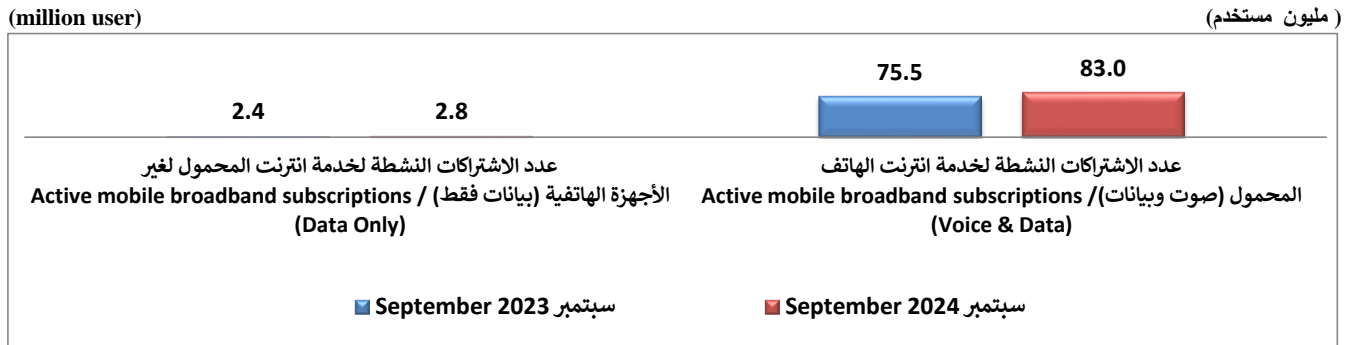 (million user)
( مليون مستخدم)
75.5
83.0
2.4
2.8
عدد الاشتراكات النشطة لخدمة انترنت الهاتف
المحمول (صوت وبيانات)/ Active mobile broadband subscriptions
(Voice & Data)
عدد الاشتراكات النشطة لخدمة انترنت المحمول لغير
الأجهزة الهاتفية (بيانات فقط) / Active mobile broadband subscriptions
(Data Only)
سبتمبر September 2023
سبتمبر September 2024